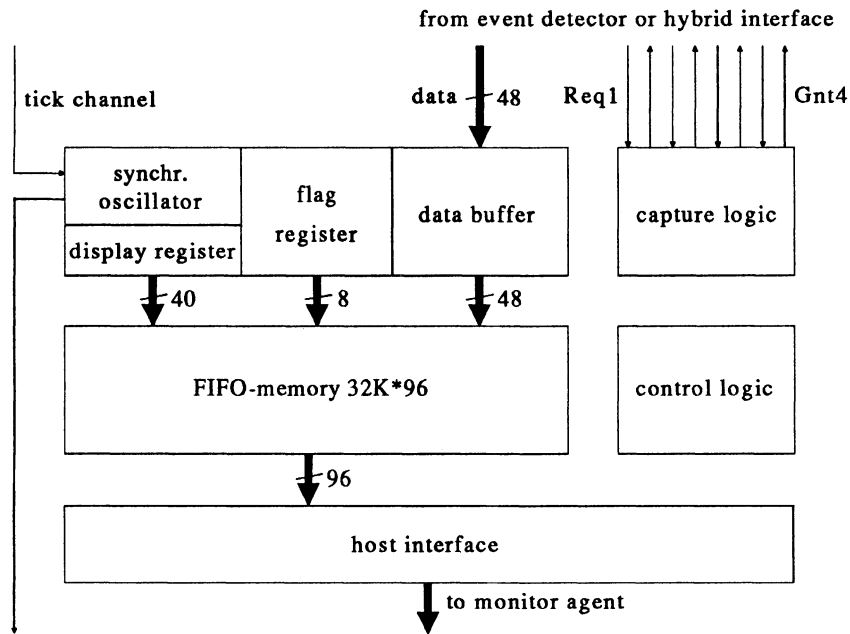 from event detector or hybrid interface
tick channel
data 48
Req1
Gnt4
synchr.
oscillator
display register
flag
register
data buffer
capture logic
40
8
48
FIFO-memory 32K*96
control logic
96
host interface
to monitor agent